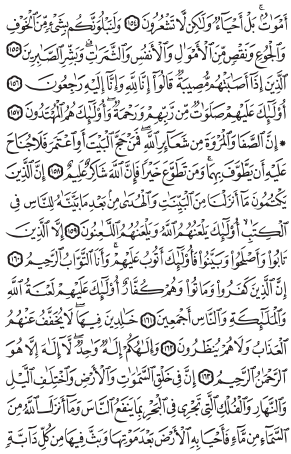 أَمْوَٰتٌۢ ۚ بَلْ أَحْيَآءٌ وَلَٰكِن لَّا تَشْعُرُونَ ١٥٤ وَلَنَبْلُوَنَّكُم بِشَىْءٍ مِّنَ ٱلْخَوْفِ
وَٱلْجُوعِ وَنَقْصٍ مِّنَ ٱلْأَمْوَٰلِ وَٱلْأَنفُسِ وَٱلثَّمَرَٰتِ ۗ وَبَشِّرِ ٱلصَّٰبِرِينَ ١٥٥
ٱلَّذِينَ إِذَآ أَصَٰبَتْهُم مُّصِيبَةٌ قَالُوٓا۟ إِنَّا لِلَّهِ وَإِنَّآ إِلَيْهِ رَٰجِعُونَ ١٥٦
أُو۟لَٰٓئِكَ عَلَيْهِمْ صَلَوَٰتٌ مِّن رَّبِّهِمْ وَرَحْمَةٌ ۖ وَأُو۟لَٰٓئِكَ هُمُ ٱلْمُهْتَدُونَ ١٥٧
۞ إِنَّ ٱلصَّفَا وَٱلْمَرْوَةَ مِن شَعَآئِرِ ٱللَّهِ ۖ فَمَنْ حَجَّ ٱلْبَيْتَ أَوِ ٱعْتَمَرَ فَلَا جُنَاحَ
عَلَيْهِ أَن يَطَّوَّفَ بِهِمَا ۚ وَمَن تَطَوَّعَ خَيْرًا فَإِنَّ ٱللَّهَ شَاكِرٌ عَلِيمٌ ١٥٨ إِنَّ ٱلَّذِينَ
يَكْتُمُونَ مَآ أَنزَلْنَا مِنَ ٱلْبَيِّنَٰتِ وَٱلْهُدَىٰ مِنۢ بَعْدِ مَا بَيَّنَّٰهُ لِلنَّاسِ فِى
ٱلْكِتَٰبِ ۙ أُو۟لَٰٓئِكَ يَلْعَنُهُمُ ٱللَّهُ وَيَلْعَنُهُمُ ٱللَّٰعِنُونَ ١٥٩ إِلَّا ٱلَّذِينَ
تَابُوا۟ وَأَصْلَحُوا۟ وَبَيَّنُوا۟ فَأُو۟لَٰٓئِكَ أَتُوبُ عَلَيْهِمْ ۚ وَأَنَا ٱلتَّوَّابُ ٱلرَّحِيمُ ١٦٠
إِنَّ ٱلَّذِينَ كَفَرُوا۟ وَمَاتُوا۟ وَهُمْ كُفَّارٌ أُو۟لَٰٓئِكَ عَلَيْهِمْ لَعْنَةُ ٱللَّهِ
وَٱلْمَلَٰٓئِكَةِ وَٱلنَّاسِ أَجْمَعِينَ ١٦١ خَٰلِدِينَ فِيهَا ۖ لَا يُخَفَّفُ عَنْهُمُ
ٱلْعَذَابُ وَلَا هُمْ يُنظَرُونَ ١٦٢ وَإِلَٰهُكُمْ إِلَٰهٌ وَٰحِدٌ ۖ لَّآ إِلَٰهَ إِلَّا هُوَ
ٱلرَّحْمَٰنُ ٱلرَّحِيمُ ١٦٣ إِنَّ فِى خَلْقِ ٱلسَّمَٰوَٰتِ وَٱلْأَرْضِ وَٱخْتِلَٰفِ ٱلَّيْلِ
وَٱلنَّهَارِ وَٱلْفُلْكِ ٱلَّتِى تَجْرِى فِى ٱلْبَحْرِ بِمَا يَنفَعُ ٱلنَّاسَ وَمَآ أَنزَلَ ٱللَّهُ مِنَ
ٱلسَّمَآءِ مِن مَّآءٍ فَأَحْيَا بِهِ ٱلْأَرْضَ بَعْدَ مَوْتِهَا وَبَثَّ فِيهَا مِن كُلِّ دَآبَّةٍ